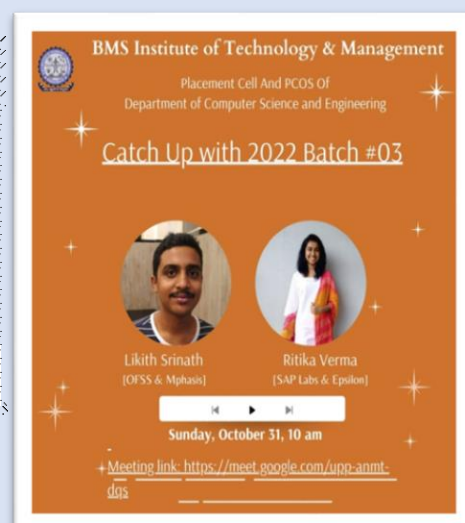 BMS Institute of Technology & Management
Placement Cell And PCOS Of
Department of Computer Science and Engineering
Catch Up with 2022 Batch #03
Likith Srinath
[OFSS & Mphasis]
Ritika Verma
[SAP Labs & Epsilon]
Sunday, October 31, 10 am
Meeting link: https://meet.google.com/upp-anmt-
dqs